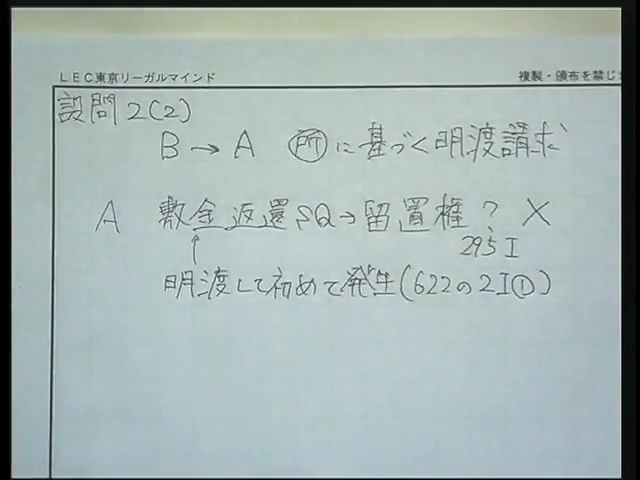 LEC東京リーガルマインド 複製・頒布を禁じ
設問2(2)
B→A 所に基づく明渡請求
A 敷金返還SQ→留置権? ×
↑ 295I
明渡して初めて発生(622の2I①)